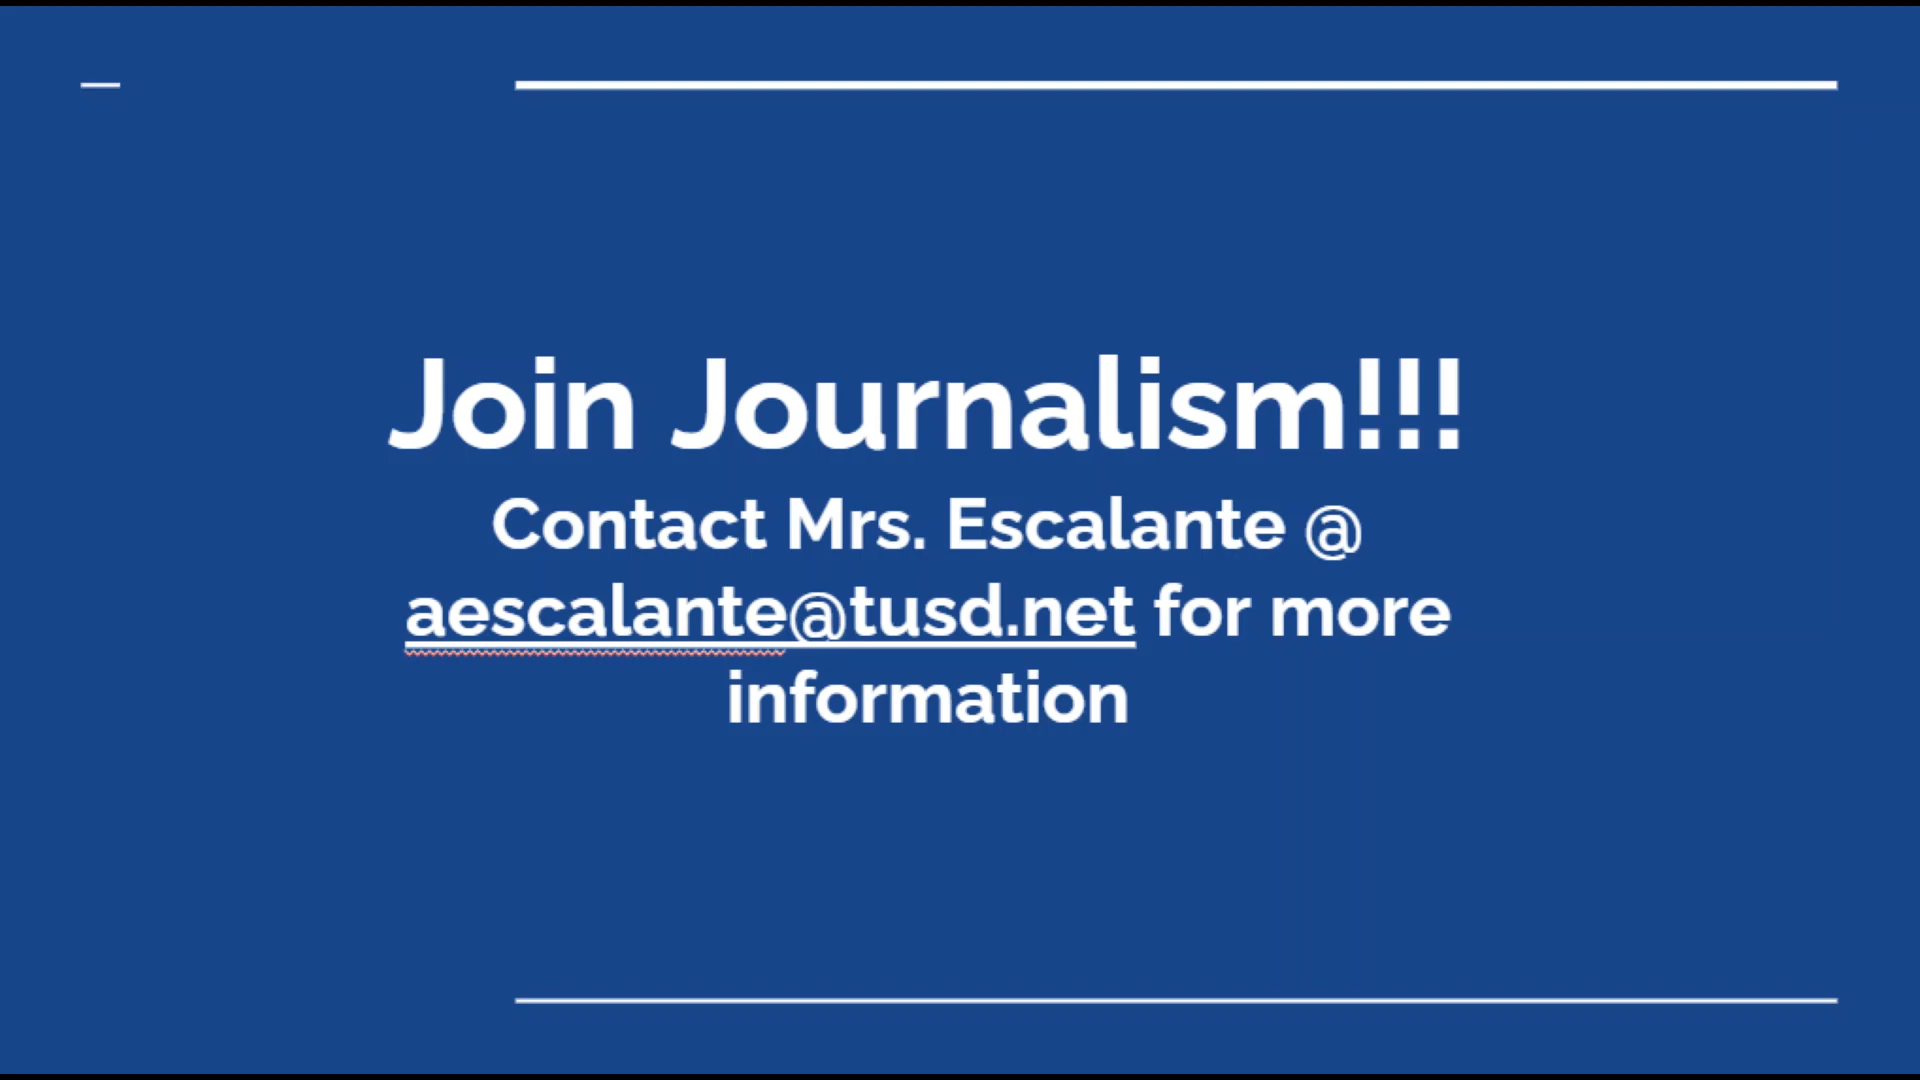 Join Journalism!!!
Contact Mrs. Escalante @
aescalante@tusd.net for more
information